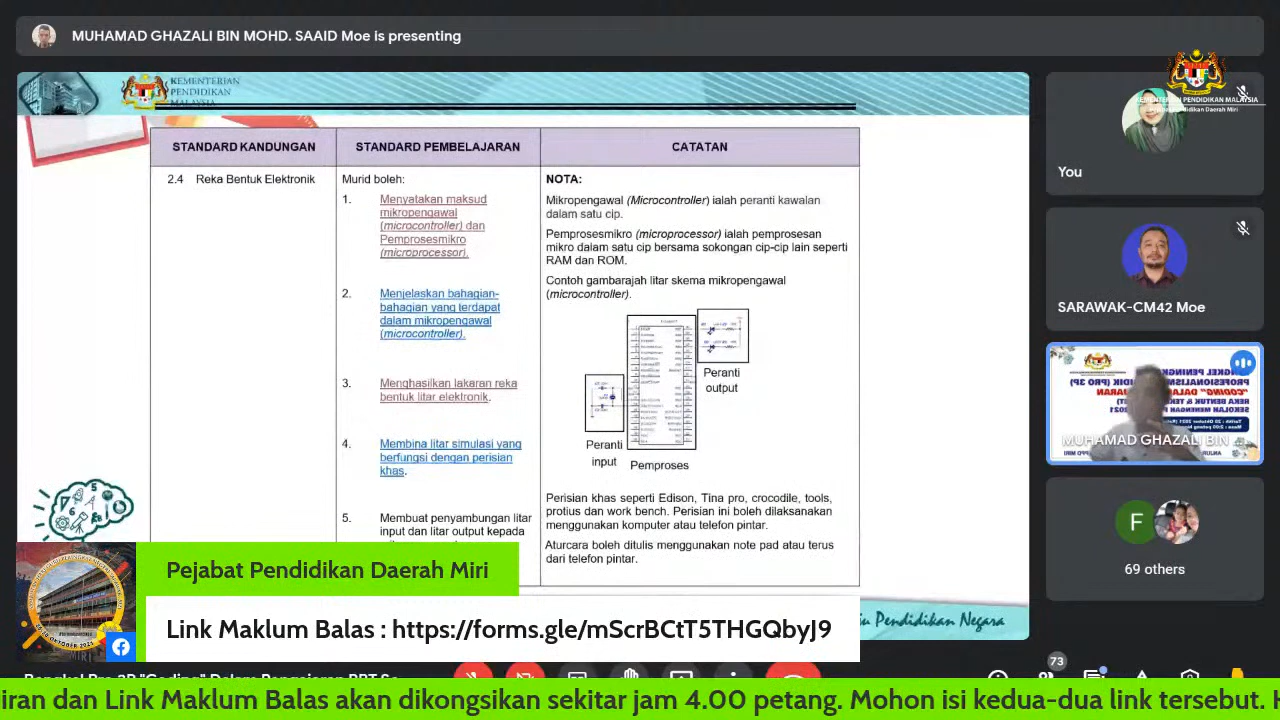 MUHAMAD GHAZALI BIN MOHD. SAAID Moe is presenting
KEMENTERIAN
PENDIDIKAN
MALAYSIA
KEMENTERIAN PENDIDIKAN MALAYSIA
Pendidikan Daerah Miri
You
SARAWAK-CM42 Moe
MUHAMAD GHAZALI BIN
F
69 others
STANDARD KANDUNGAN
STANDARD PEMBELAJARAN
CATATAN
2.4 Reka Bentuk Elektronik
Murid boleh:
1. Menyatakan maksud
mikropengawal
(microcontroller) dan
Pemprosesmikro
(microprocessor).
2. Menjelaskan bahagian-
bahagian yang terdapat
dalam mikropengawal
(microcontroller).
3. Menghasilkan lakaran reka
bentuk litar elektronik.
4. Membina litar simulasi yang
berfungsi dengan perisian
khas.
5. Membuat penyambungan litar
input dan litar output kepada
NOTA:
Mikropengawal (Microcontroller) ialah peranti kawalan
dalam satu cip.
Pemprosesmikro (microprocessor) ialah pemprosesan
mikro dalam satu cip bersama sokongan cip-cip lain seperti
RAM dan ROM.
Contoh gambarajah litar skema mikropengawal
(microcontroller).
Peranti
output
Peranti
input
Pemproses
Perisian khas seperti Edison, Tina pro, crocodile, tools,
protius dan work bench. Perisian ini boleh dilaksanakan
menggunakan komputer atau telefon pintar.
Aturcara boleh ditulis menggunakan note pad atau terus
dari telefon pintar.
Pendidikan Negara
Pejabat Pendidikan Daerah Miri
Link Maklum Balas : https://forms.gle/mScrBCtT5THGQbyJ9
73
iran dan Link Maklum Balas akan dikongsikan sekitar jam 4.00 petang. Mohon isi kedua-dua link tersebut. H